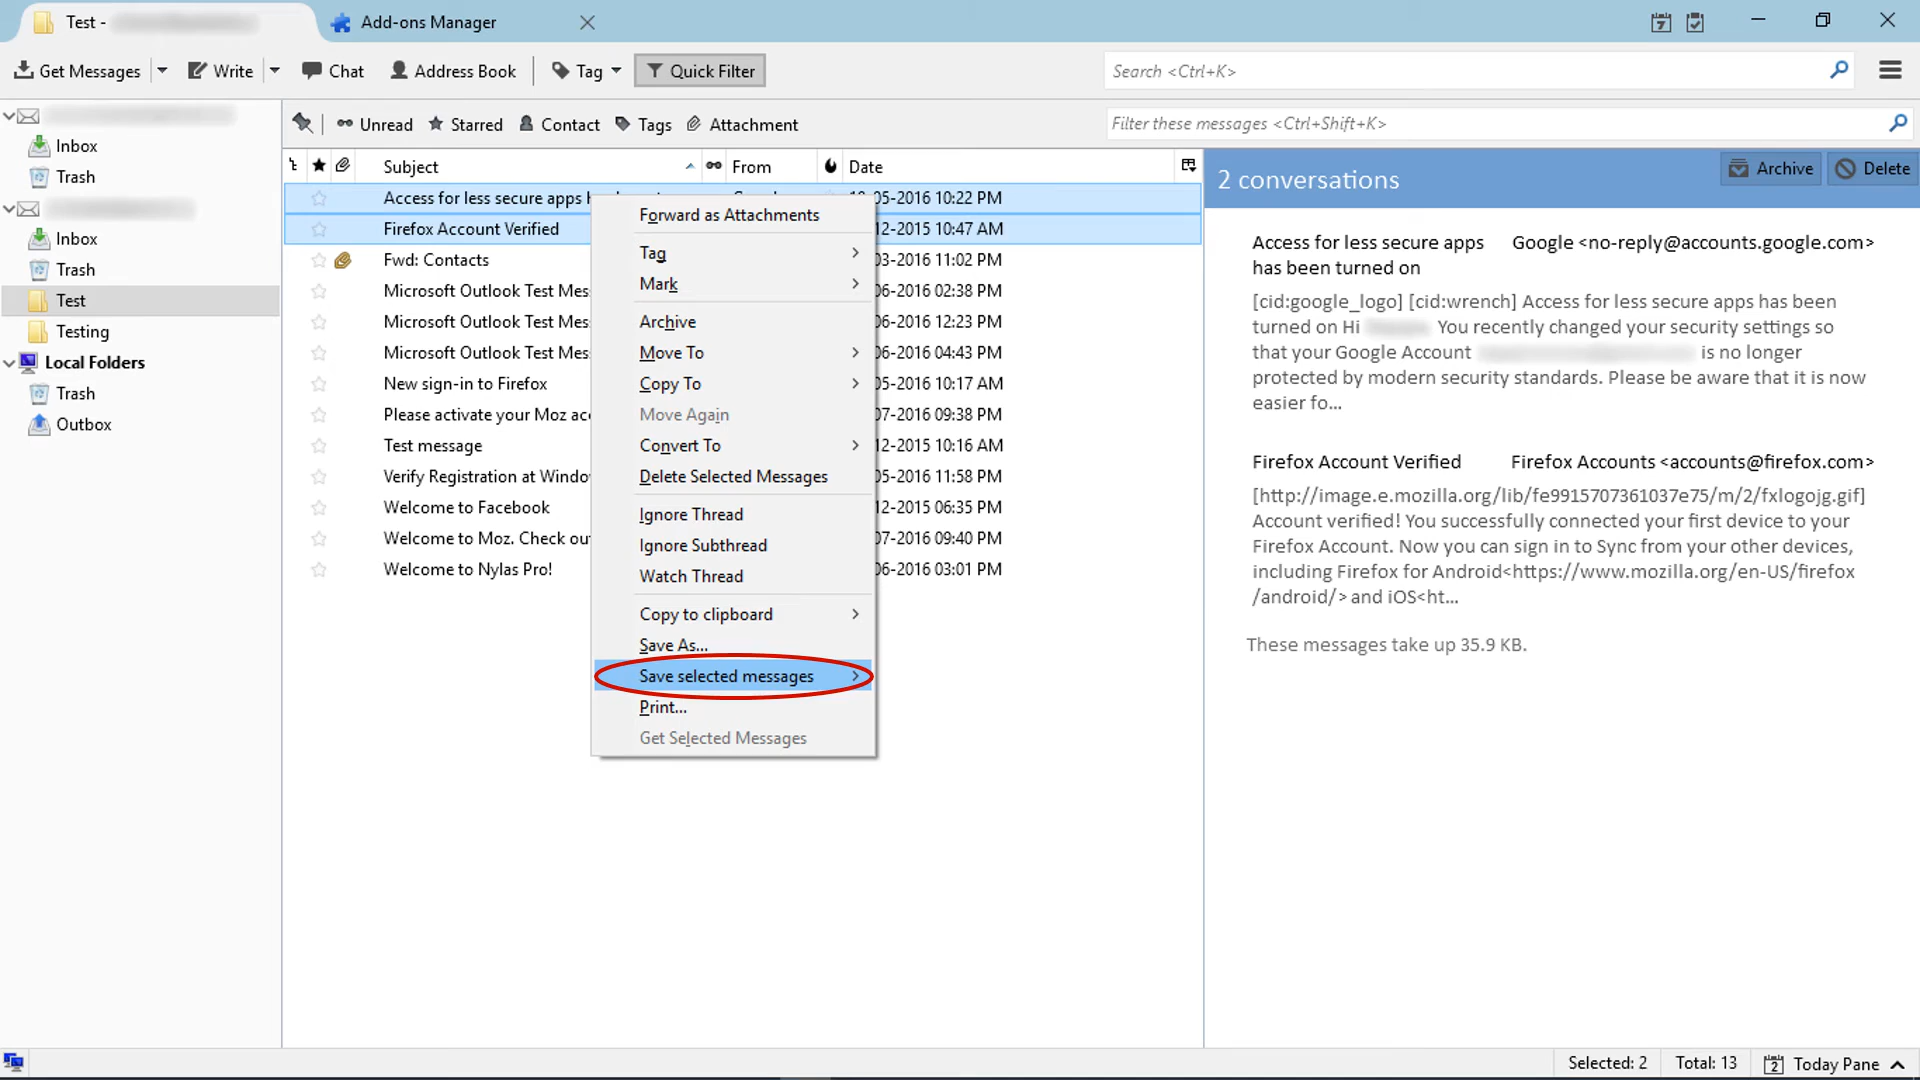 Test -
Add-ons Manager
Get Messages
Write
Chat
Address Book
Tag
Quick Filter
Search <Ctrl+K>
Unread
Starred
Contact
Tags
Attachment
Filter these messages <Ctrl+Shift+K>
Inbox
Trash
Inbox
Trash
Test
Testing
Local Folders
Trash
Outbox
Subject
From
Date
Access for less secure apps
05-2016 10:22 PM
Firefox Account Verified
12-2015 10:47 AM
Fwd: Contacts
03-2016 11:02 PM
Microsoft Outlook Test Mes
06-2016 02:38 PM
Microsoft Outlook Test Mes
06-2016 12:23 PM
Microsoft Outlook Test Mes
06-2016 04:43 PM
New sign-in to Firefox
05-2016 10:17 AM
Please activate your Moz acc
07-2016 09:38 PM
Test message
12-2015 10:16 AM
Verify Registration at Windo
05-2016 11:58 PM
Welcome to Facebook
12-2015 06:35 PM
Welcome to Moz. Check ou
07-2016 09:40 PM
Welcome to Nylas Pro!
06-2016 03:01 PM
Forward as Attachments
Tag
Mark
Archive
Move To
Copy To
Move Again
Convert To
Delete Selected Messages
Ignore Thread
Ignore Subthread
Watch Thread
Copy to clipboard
Save As...
Save selected messages
Print...
Get Selected Messages
2 conversations
Archive
Delete
Access for less secure apps
has been turned on
Google <no-reply@accounts.google.com>
[cid:google_logo] [cid:wrench] Access for less secure apps has been
turned on Hi . You recently changed your security settings so
that your Google Account is no longer
protected by modern security standards. Please be aware that it is now
easier fo...
Firefox Account Verified
Firefox Accounts <accounts@firefox.com>
[http://image.e.mozilla.org/lib/fe9915707361037e75/m/2/fxlogojg.gif]
Account verified! You successfully connected your first device to your
Firefox Account. Now you can sign in to Sync from your other devices,
including Firefox for Android<https://www.mozilla.org/en-US/firefox
/android/> and iOS<ht...
These messages take up 35.9 KB.
Selected: 2
Total: 13
2
Today Pane